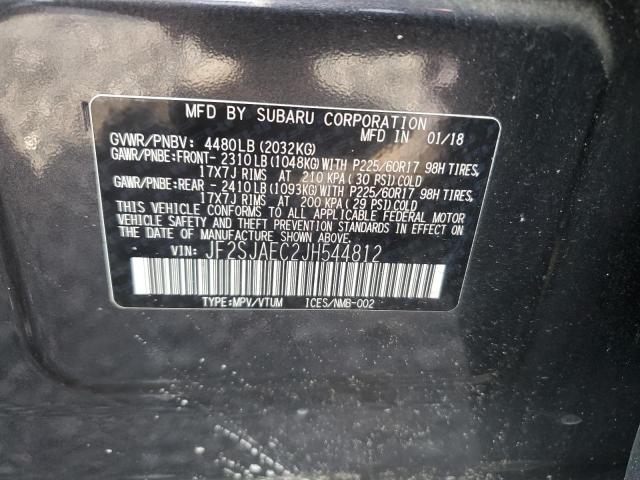 MFD BY SUBARU CORPORATION
MFD IN 01/18
GVWR/PNBV: 4480LB (2032KG)
GAWR/PNBE:FRONT- 2310LB (1048KG) WITH P225/60R17 98H TIRES,
17X7J RIMS AT 210 KPA (30 PSI) COLD
GAWR/PNBE:REAR - 2410LB (1093KG) WITH P225/60R17 98H TIRES,
17X7J RIMS AT 200 KPA (29 PSI) COLD
THIS VEHICLE CONFORMS TO ALL APPLICABLE FEDERAL MOTOR
VEHICLE SAFETY AND THEFT PREVENTION STANDARDS IN EFFECT ON
THE DATE OF MANUFACTURE SHOWN ABOVE.
VIN: JF2SJAEC2JH544812
TYPE:MPV/VTUM ICES/NMB-002